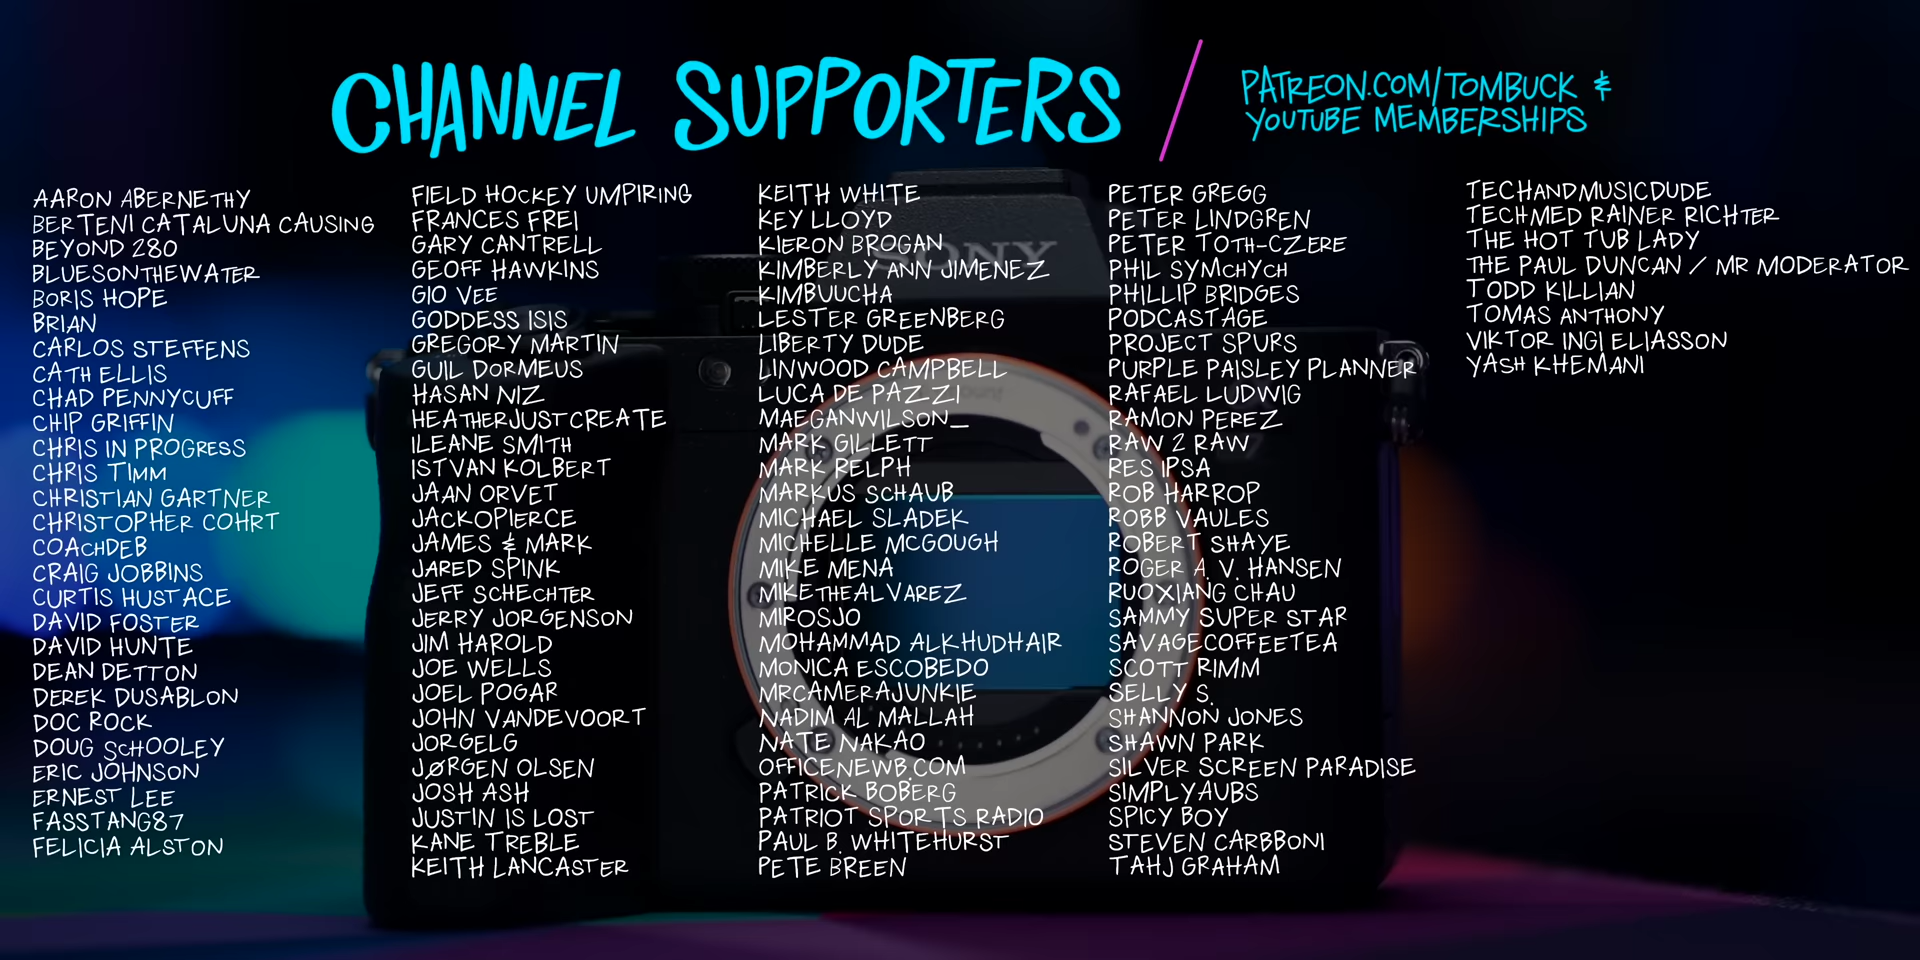 CHANNEL SUPPORTERS
PATREON.COM/TOMBUCK &
YOUTUBE MEMBERSHIPS
AARON ABERNETHY
BERTENI CATALUNA CAUSING
BEYOND 280
BLUESONTHEWATER
BORIS HOPE
BRIAN
CARLOS STEFFENS
CATH ELLIS
CHAD PENNYCUFF
CHIP GRIFFIN
CHRIS IN PROGRESS
CHRIS TIMM
CHRISTIAN GARTNER
CHRISTOPHER COHRT
COACHDEB
CRAIG JOBBINS
CURTIS HUSTACE
DAVID FOSTER
DAVID HUNTE
DEAN DETTON
DEREK DUSABLON
DOC ROCK
DOUG SCHOOLEY
ERIC JOHNSON
ERNEST LEE
FASSTANG87
FELICIA ALSTON
FIELD HOCKEY UMPIRING
FRANCES FREI
GARY CANTRELL
GEOFF HAWKINS
GIO VEE
GODDESS ISIS
GREGORY MARTIN
GUIL DORMEUS
HASAN NIZ
HEATHERJUSTCREATE
ILEANE SMITH
ISTVAN KOLBERT
JAAN ORVET
JACKOPIERCE
JAMES & MARK
JARED SPINK
JEFF SCHECHTER
JERRY JORGENSON
JIM HAROLD
JOE WELLS
JOEL POGAR
JOHN VANDEVOORT
JORGELG
JØRGEN OLSEN
JOSH ASH
JUSTIN IS LOST
KANE TREBLE
KEITH LANCASTER
KEITH WHITE
KEY LLOYD
KIERON BROGAN
KIMBERLY ANN JIMENEZ
KIMBUUCHA
LESTER GREENBERG
LIBERTY DUDE
LINWOOD CAMPBELL
LUCA DE PAZZI
MAEGANWILSON_
MARK GILLETT
MARK RELPH
MARKUS SCHAUB
MICHAEL SLADEK
MICHELLE MCGOUGH
MIKE MENA
MIKETHEALVAREZ
MIROSJO
MOHAMMAD ALKHUDHAIR
MONICA ESCOBEDO
MRCAMERAJUNKIE
NADIM AL MALLAH
NATE NAKAO
OFFICENEWB.COM
PATRICK BOBERG
PATRIOT SPORTS RADIO
PAUL B. WHITEHURST
PETE BREEN
PETER GREGG
PETER LINDGREN
PETER TOTH-CZERE
PHIL SYMCHYCH
PHILLIP BRIDGES
PODCASTAGE
PROJECT SPURS
PURPLE PAISLEY PLANNER
RAFAEL LUDWIG
RAMON PEREZ
RAW 2 RAW
RES IPSA
ROB HARROP
ROBB VAULES
ROBERT SHAYE
ROGER A. V. HANSEN
RUOXIANG CHAU
SAMMY SUPER STAR
SAVAGECOFFEETEA
SCOTT RIMM
SELLY S.
SHANNON JONES
SHAWN PARK
SILVER SCREEN PARADISE
SIMPLYAUBS
SPICY BOY
STEVEN CARBBONI
TAHJ GRAHAM
TECHANDMUSICDUDE
TECHMED RAINER RICHTER
THE HOT TUB LADY
THE PAUL DUNCAN / MR MODERATOR
TODD KILLIAN
TOMAS ANTHONY
VIKTOR INGI ELIASSON
YASH KHEMANI
SONY